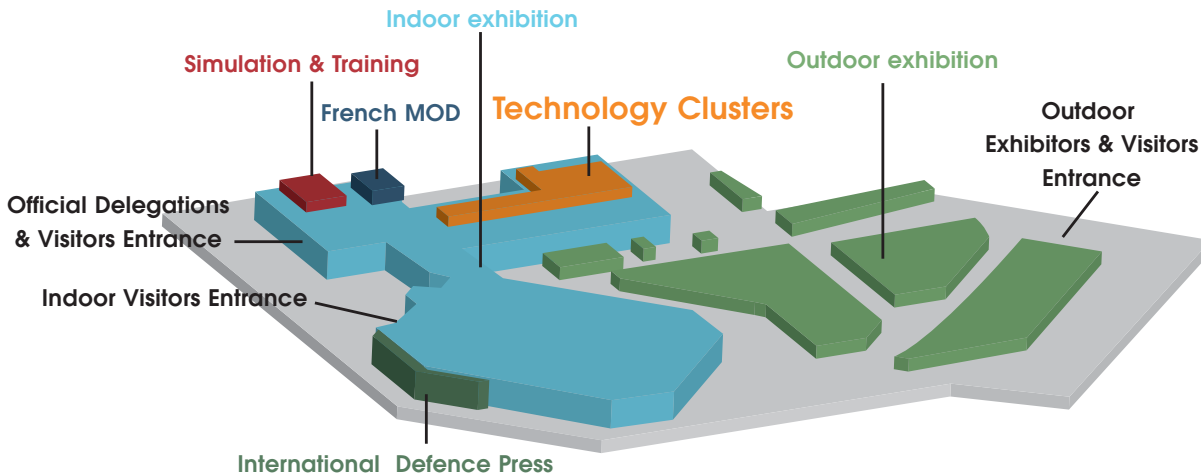 Indoor exhibition
Simulation & Training
Outdoor exhibition
French MOD
Technology Clusters
Outdoor
Exhibitors & Visitors
Entrance
Official Delegations
& Visitors Entrance
Indoor Visitors Entrance
International Defence Press